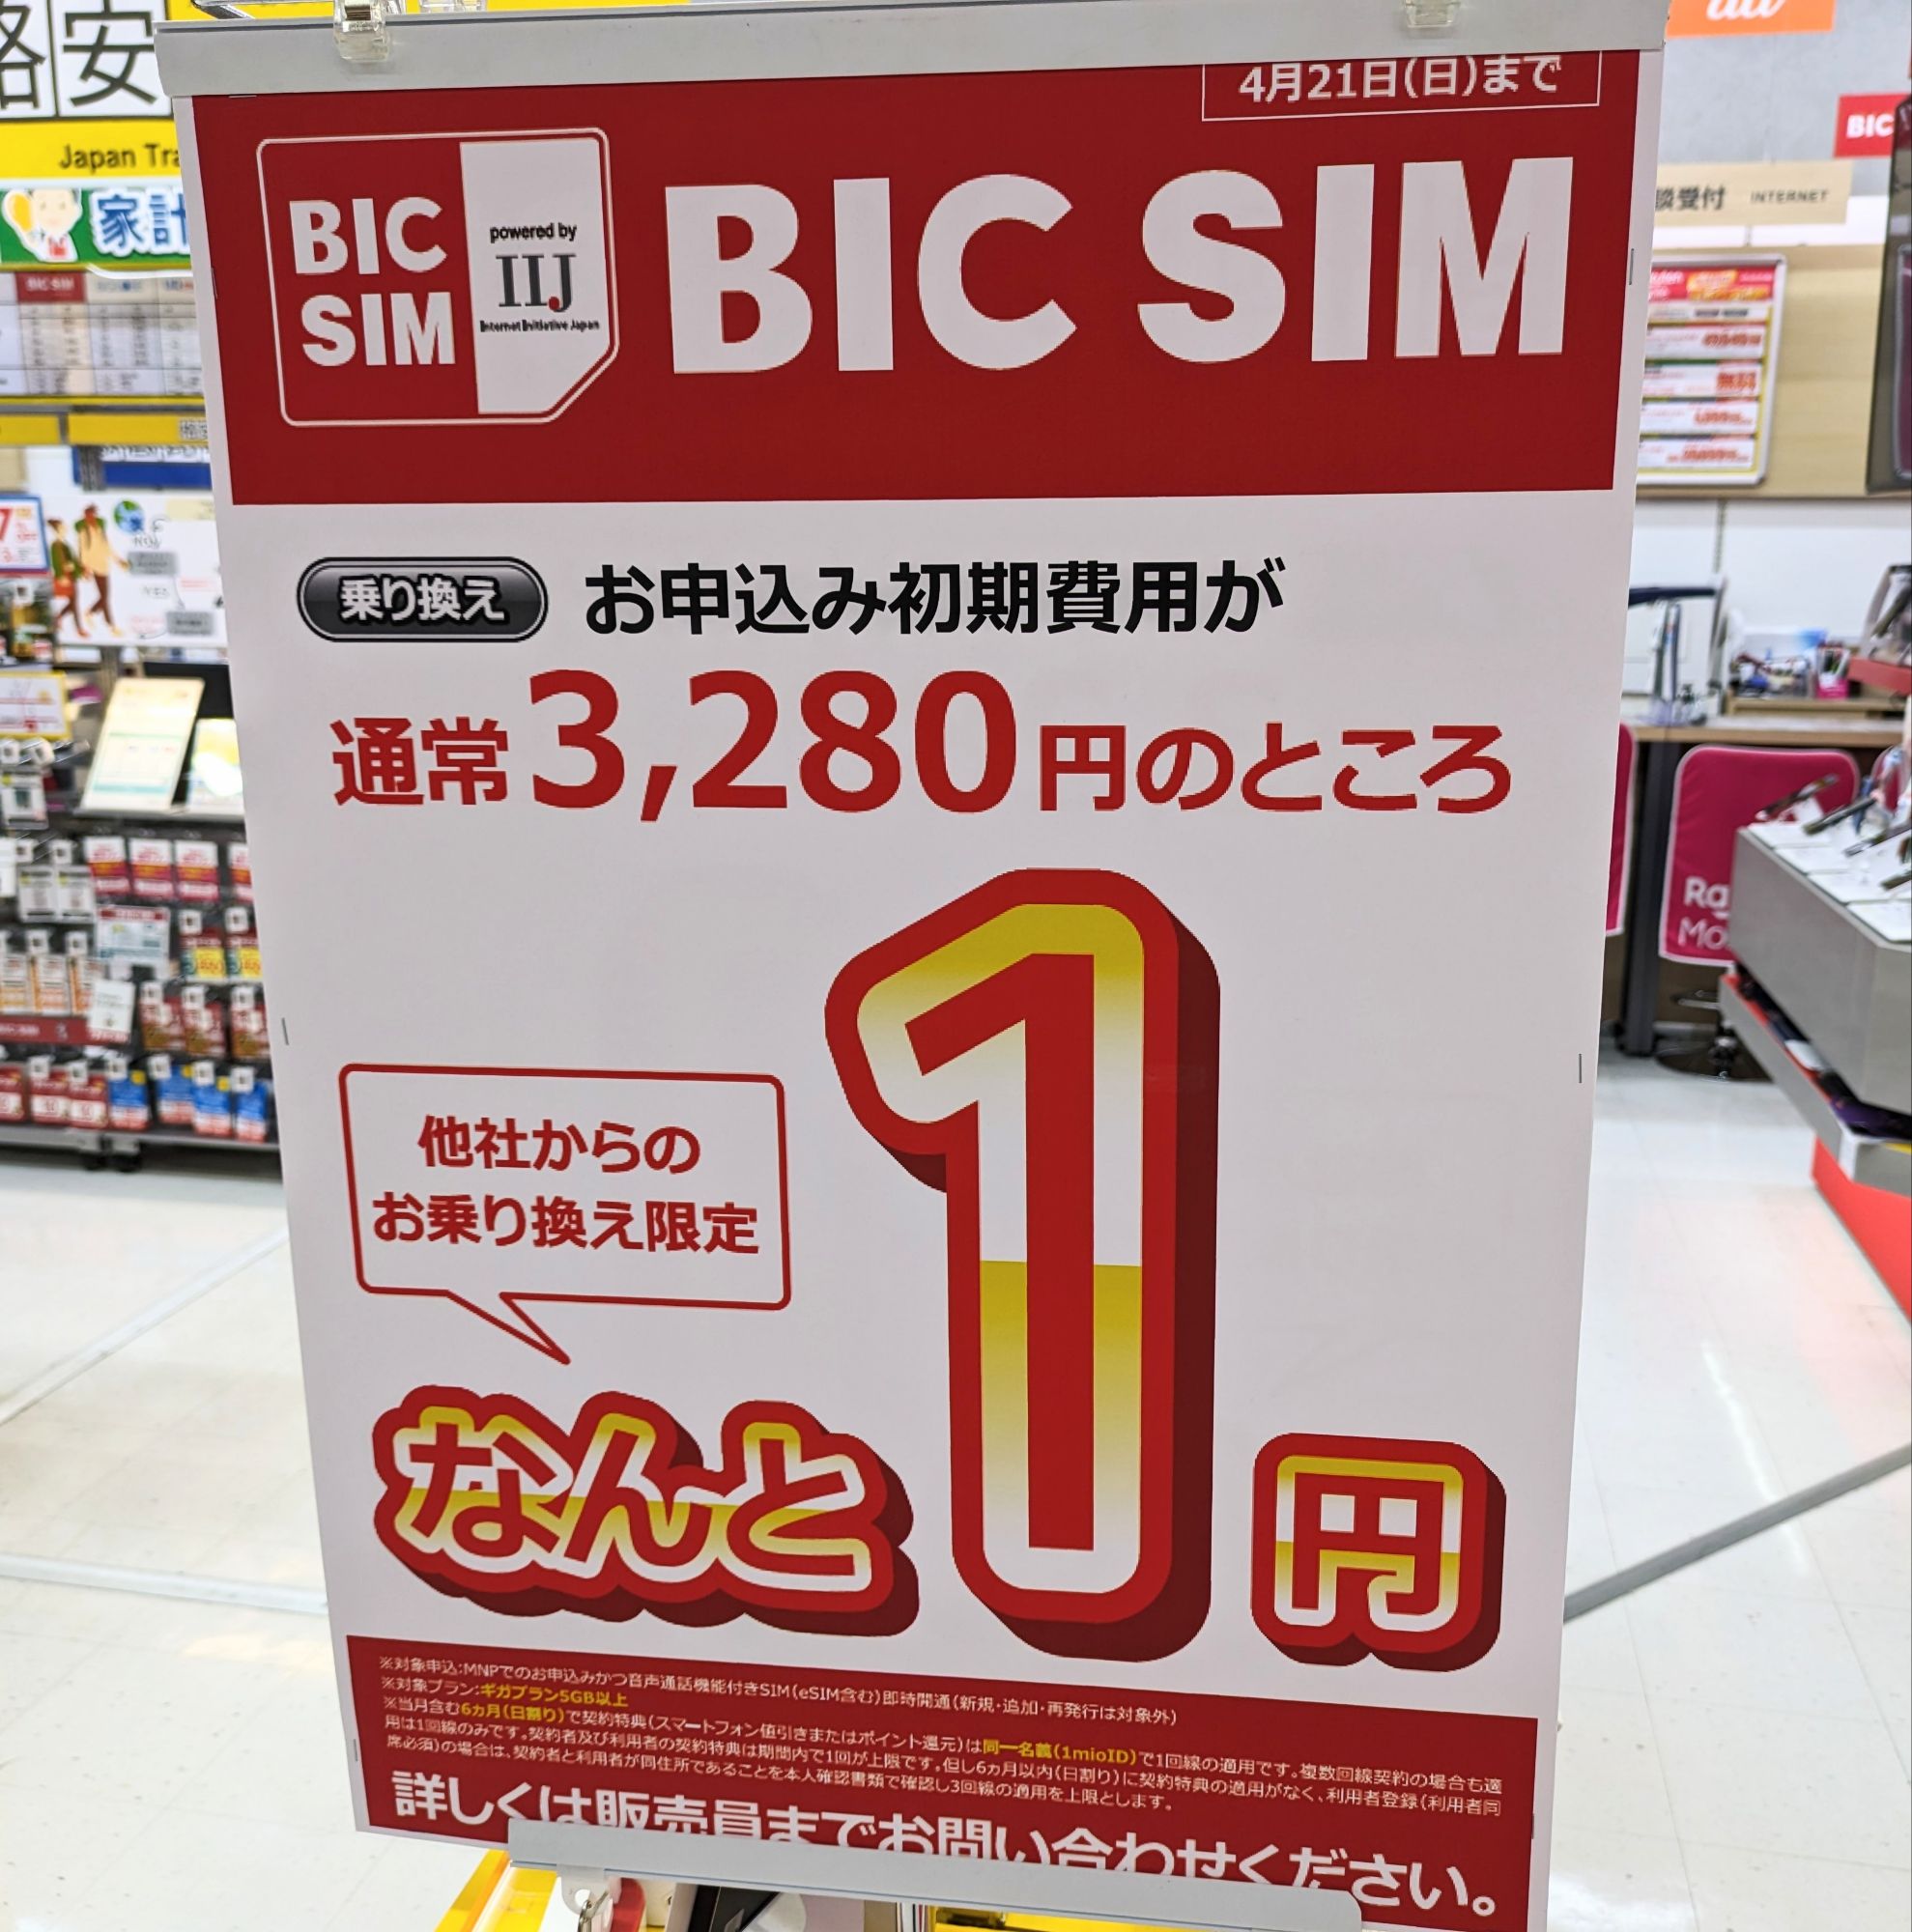 4月21日(日)まで
BIC
SIM
powered by
IIJ
Internet Initiative Japan
BIC SIM
乗り換え お申込み初期費用が
通常3,280円のところ
他社からの
お乗り換え限定
なんと1円
※対象申込:MNPでのお申込みかつ音声通話機能付きSIM(eSIM含む)即時開通(新規・追加・再発行は対象外)
※対象プラン:ギガプラン5GB以上
※当月含む6カ月(日割り)で契約特典(スマートフォン値引きまたはポイント還元)は同一名義(1mioID)で1回線の適用です。複数回線契約の場合も適
用は1回線のみです。契約者及び利用者の契約特典は期間内で1回が上限です。但し6ヵ月以内(日割り)に契約特典の適用がなく、利用者登録(利用者同
席必須)の場合は、契約者と利用者が同住所であることを本人確認書類で確認し3回線の適用を上限とします。
詳しくは販売員までお問い合わせください。
安
Japan Tra
家計
BIC SIM
au
BIC
受付 INTERNET
Ra
Mo